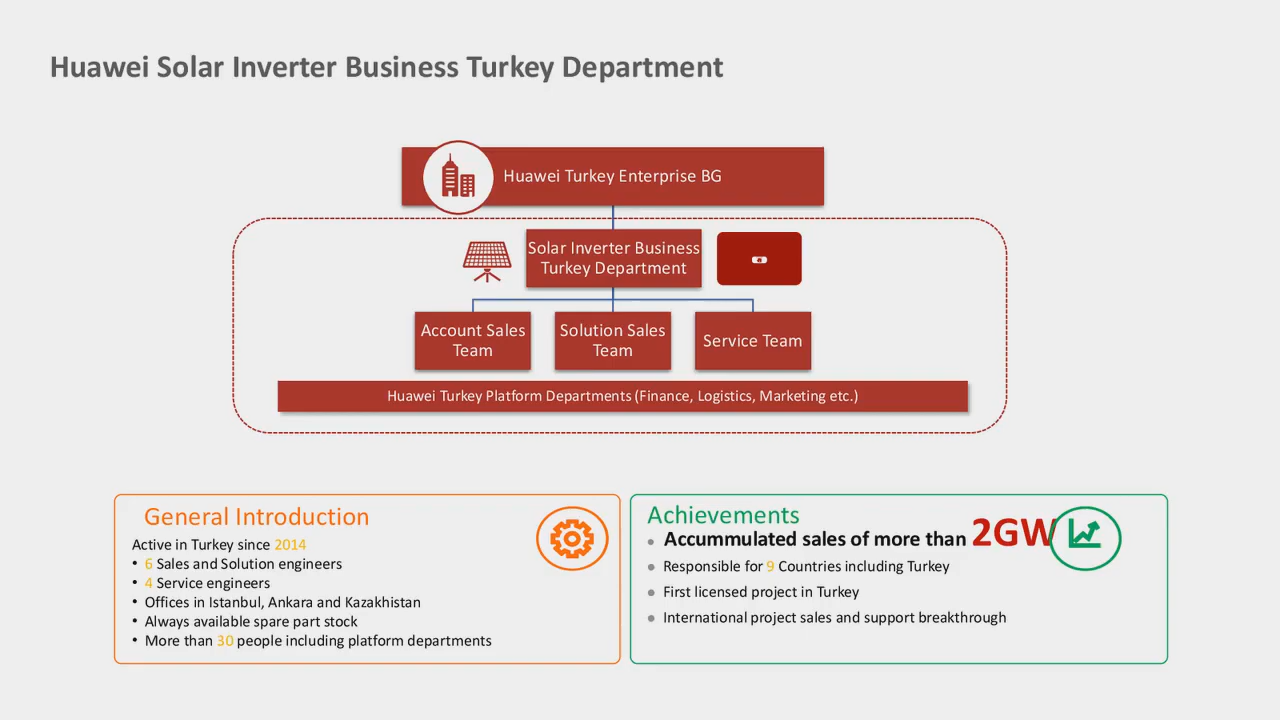 Huawei Solar Inverter Business Turkey Department
Huawei Turkey Enterprise BG
Solar Inverter Business
Turkey Department
Account Sales
Team
Solution Sales
Team
Service Team
Huawei Turkey Platform Departments (Finance, Logistics, Marketing etc.)
General Introduction
Active in Turkey since 2014
• 6 Sales and Solution engineers
• 4 Service engineers
• Offices in Istanbul, Ankara and Kazakhistan
• Always available spare part stock
• More than 30 people including platform departments
Achievements
• Accummulated sales of more than 2GW
• Responsible for 9 Countries including Turkey
• First licensed project in Turkey
• International project sales and support breakthrough